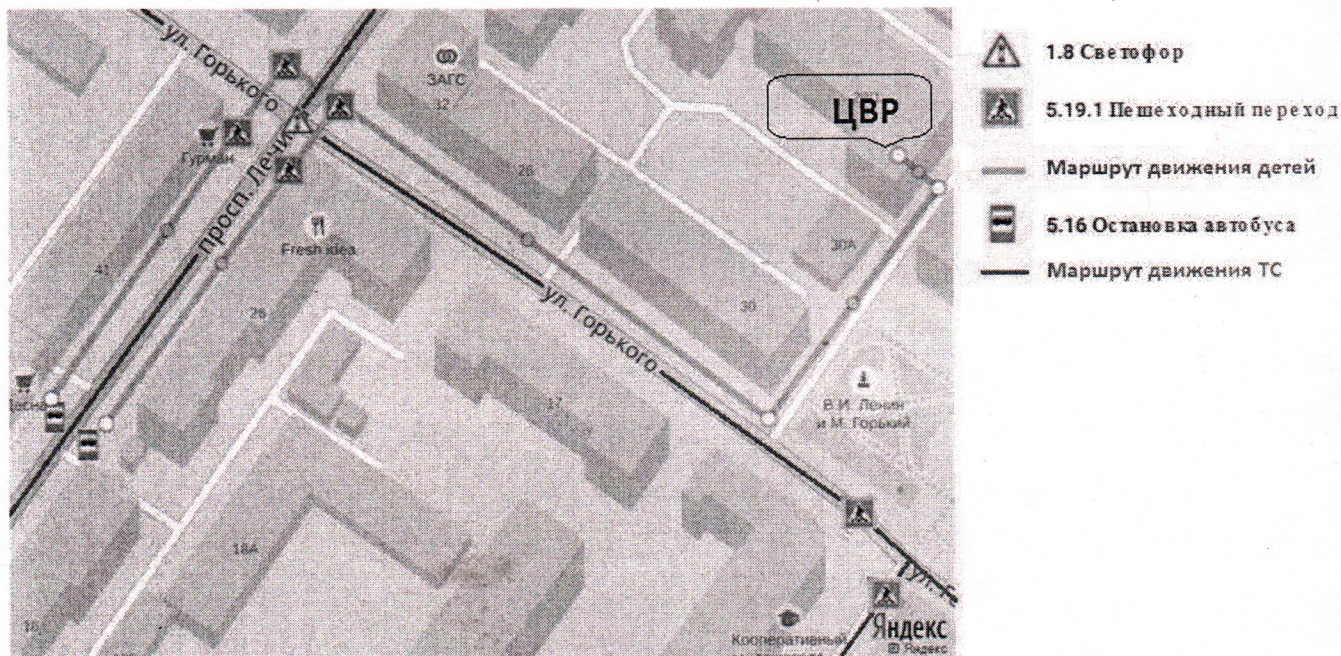 ул. Горького
ЗАГС
32
ЦВР
Гурман
просп. Ленина
26
Fresh idea
30А
41
28
30
ул. Горького
17
В.И. Ленин
и М. Горький
18А
18
Кооперативный
Яндекс
© Яндекс
1.8 Светофор
5.19.1 Пешеходный переход
Маршрут движения детей
5.16 Остановка автобуса
Маршрут движения ТС